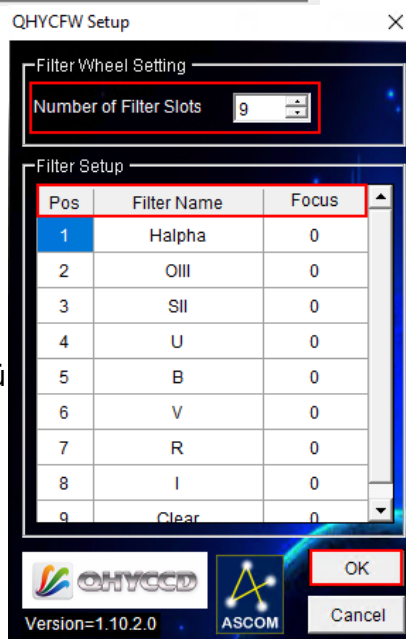 QHYCFW Setup
Filter Wheel Setting
Number of Filter Slots 9
Filter Setup
Pos Filter Name Focus
1 Halpha 0
2 OIII 0
3 SII 0
4 U 0
5 B 0
6 V 0
7 R 0
8 I 0
9 Clear 0
QHYCCD
ASCOM
OK
Version=1.10.2.0
Cancel